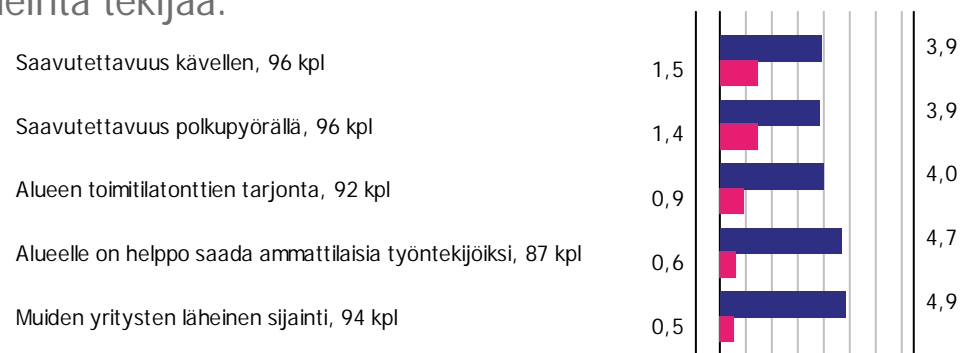 tekijää.
Saavutettavuus kävellen, 96 kpl
1,5
3,9
Saavutettavuus polkupyörällä, 96 kpl
1,4
3,9
Alueen toimitilatonttien tarjonta, 92 kpl
0,9
4,0
Alueelle on helppo saada ammattilaisia työntekijöiksi, 87 kpl
0,6
4,7
Muiden yritysten läheinen sijainti, 94 kpl
0,5
4,9